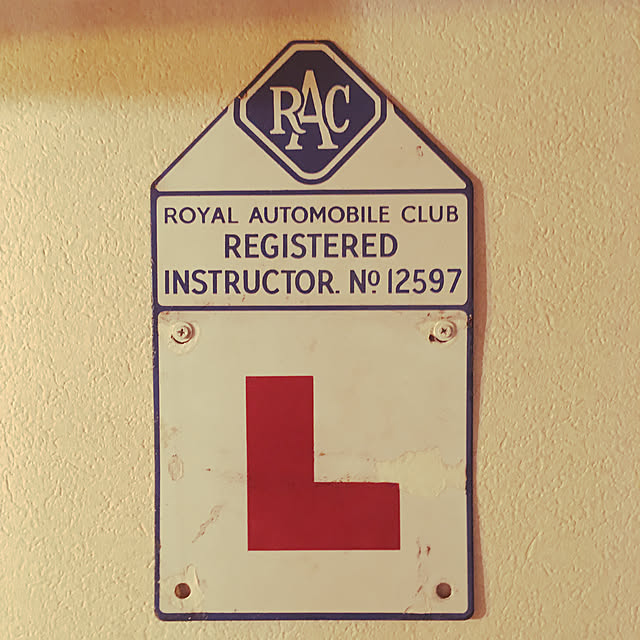 RAC
ROYAL AUTOMOBILE CLUB
REGISTERED
INSTRUCTOR. Nº 12597
L